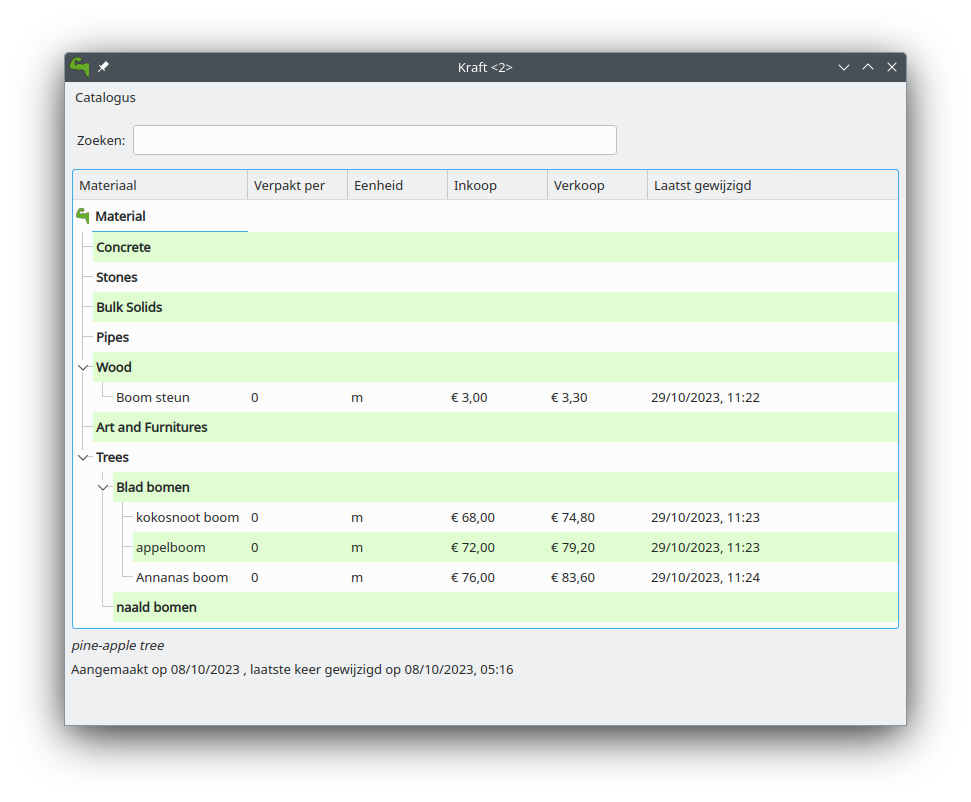 Kraft <2>
Catalogus
Zoeken:
Materiaal Verpakt per Eenheid Inkoop Verkoop Laatst gewijzigd
Material
Concrete
Stones
Bulk Solids
Pipes
Wood
Boom steun 0 m € 3,00 € 3,30 29/10/2023, 11:22
Art and Furnitures
Trees
Blad bomen
kokosnoot boom 0 m € 68,00 € 74,80 29/10/2023, 11:23
appelboom 0 m € 72,00 € 79,20 29/10/2023, 11:23
Annanas boom 0 m € 76,00 € 83,60 29/10/2023, 11:24
naald bomen
pine-apple tree
Aangemaakt op 08/10/2023 , laatste keer gewijzigd op 08/10/2023, 05:16